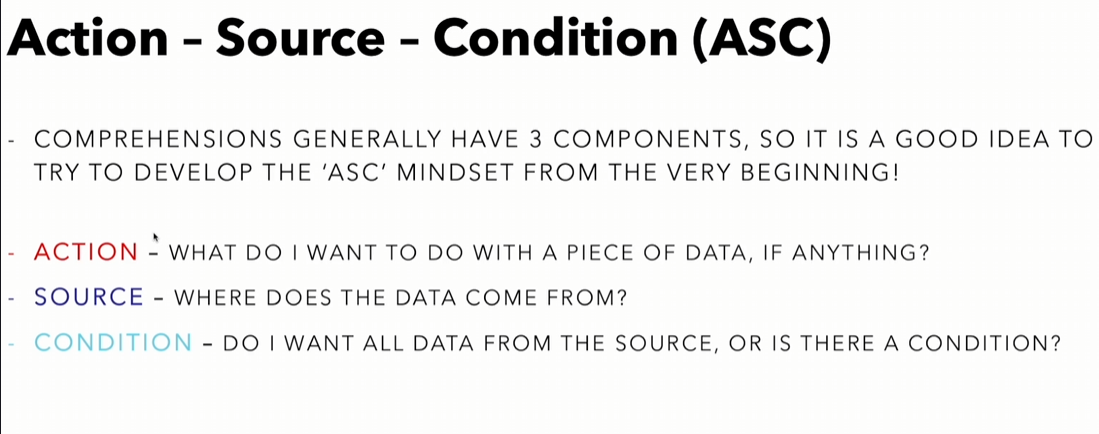 Action – Source – Condition (ASC)
- COMPREHENSIONS GENERALLY HAVE 3 COMPONENTS, SO IT IS A GOOD IDEA TO
TRY TO DEVELOP THE ‘ASC’ MINDSET FROM THE VERY BEGINNING!
- ACTION – WHAT DO I WANT TO DO WITH A PIECE OF DATA, IF ANYTHING?
- SOURCE – WHERE DOES THE DATA COME FROM?
- CONDITION – DO I WANT ALL DATA FROM THE SOURCE, OR IS THERE A CONDITION?